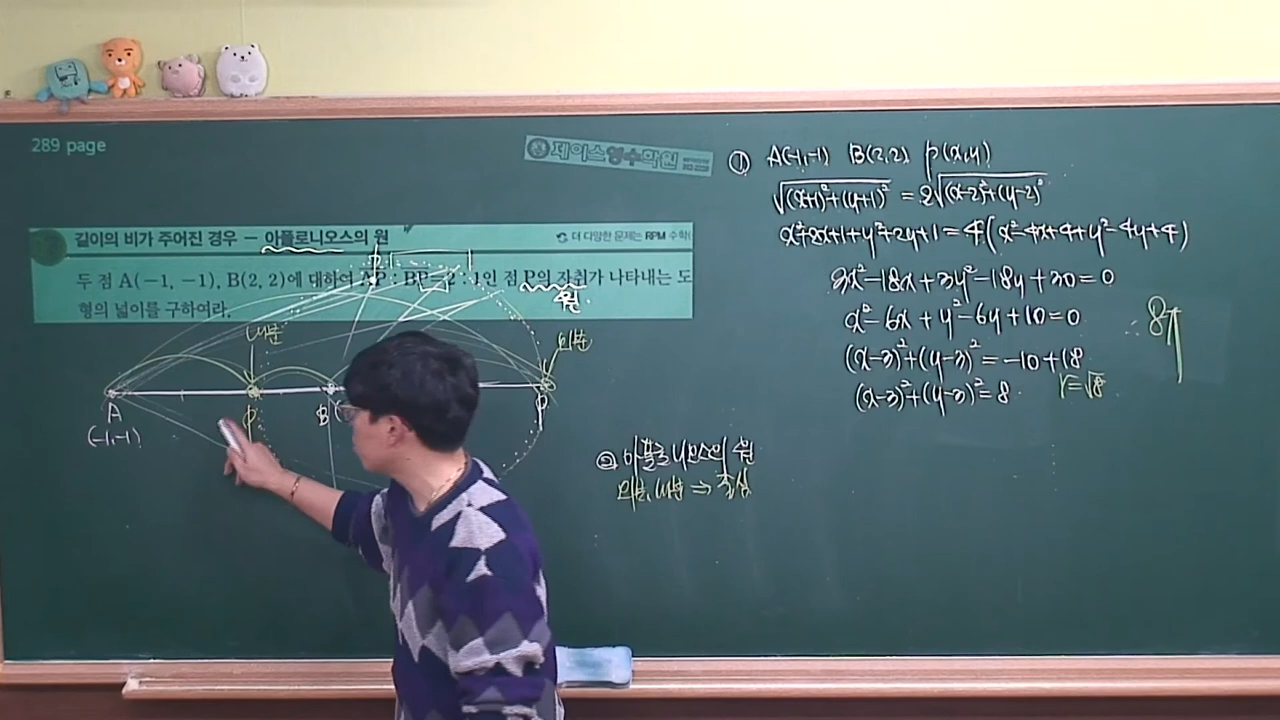 289 page
제이스영수학원
길이의 비가 주어진 경우 – 아폴로니오스의 원
더 다양한 문제는 RPM 수학(
두 점 A(−1, −1), B(2, 2)에 대하여 AP : BP=2 : 1인 점 P의 자취가 나타내는 도
형의 넓이를 구하여라.
원.
내분
외분
A
P
B
P
(-1,-1)
① A(-1,-1) B(2,2) P(x,y)
√(x+1)²+(y+1)² = 2√(x-2)²+(y-2)²
x²+2x+1+y²+2y+1=4(x²-4x+4+y²-4y+4)
3x²-18x+3y²-18y+30=0
x²-6x+y²-6y+10=0
(x-3)²+(y-3)²=-10+18
(x-3)²+(y-3)²=8
r=√8
∴ 8π
② 아폴로니오스의 원
외분, 내분 ⇒ 중심